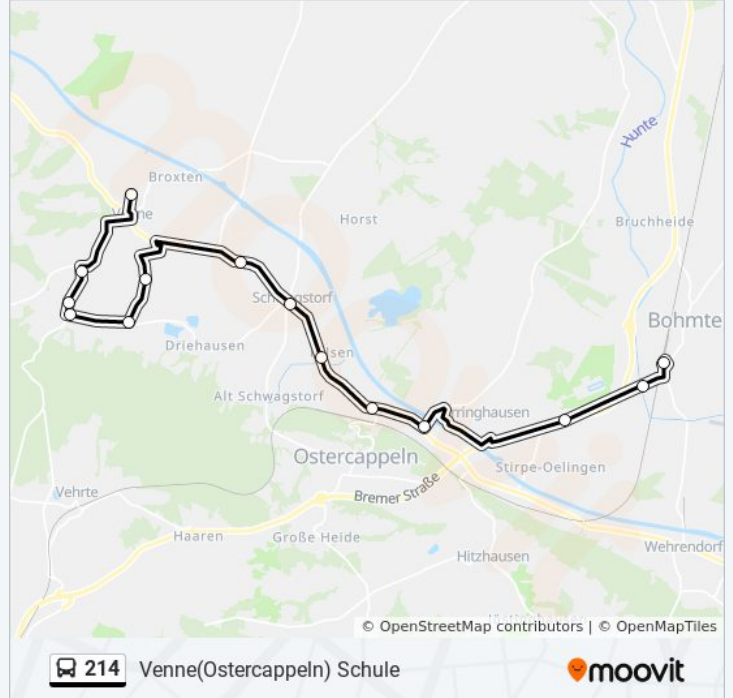 Broxten
Venne
Horst
Hunte
Bruchheide
Schwagstorf
Bohmte
Driehausen
Alt Schwagstorf
Ostercappeln
Stirpe-Oelingen
Bremer Straße
Vehrte
Haaren
Große Heide
Hitzhausen
Wehrendorf
© OpenStreetMap contributors | © OpenMapTiles
214 Venne(Ostercappeln) Schule
moovit